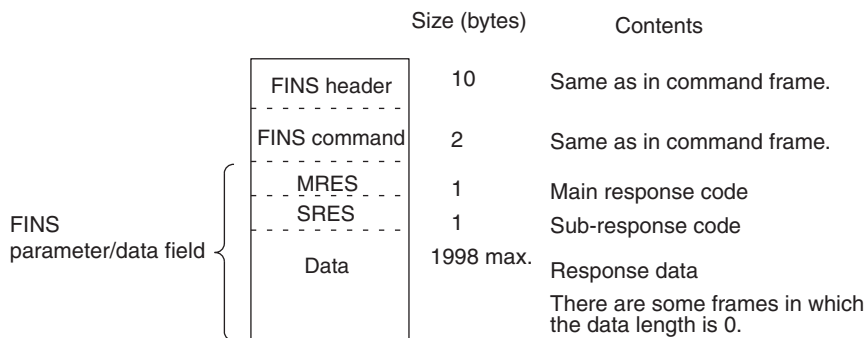 Size (bytes) Contents
FINS header 10 Same as in command frame.
FINS command 2 Same as in command frame.
MRES 1 Main response code
SRES 1 Sub-response code
FINS
parameter/data field
Data 1998 max. Response data
There are some frames in which
the data length is 0.